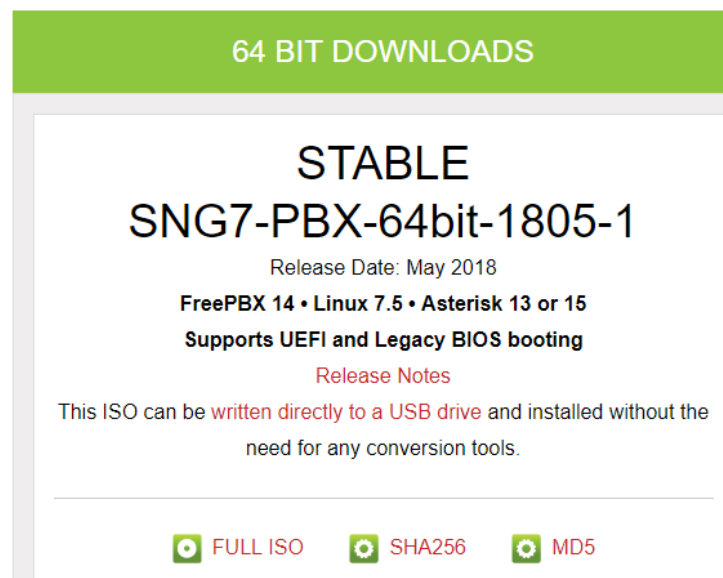 64 BIT DOWNLOADS
STABLE
SNG7-PBX-64bit-1805-1
Release Date: May 2018
FreePBX 14 • Linux 7.5 • Asterisk 13 or 15
Supports UEFI and Legacy BIOS booting
Release Notes
This ISO can be written directly to a USB drive and installed without the
need for any conversion tools.
FULL ISO SHA256 MD5